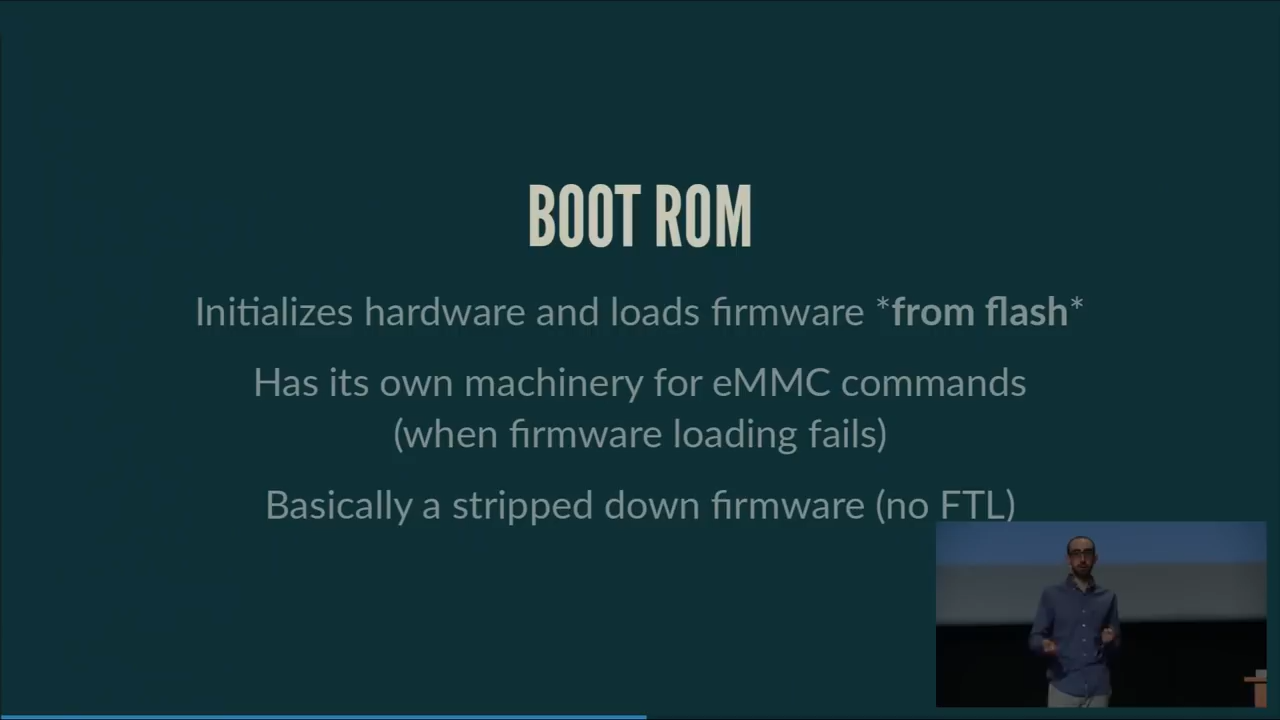 BOOT ROM
Initializes hardware and loads firmware *from flash*
Has its own machinery for eMMC commands
(when firmware loading fails)
Basically a stripped down firmware (no FTL)